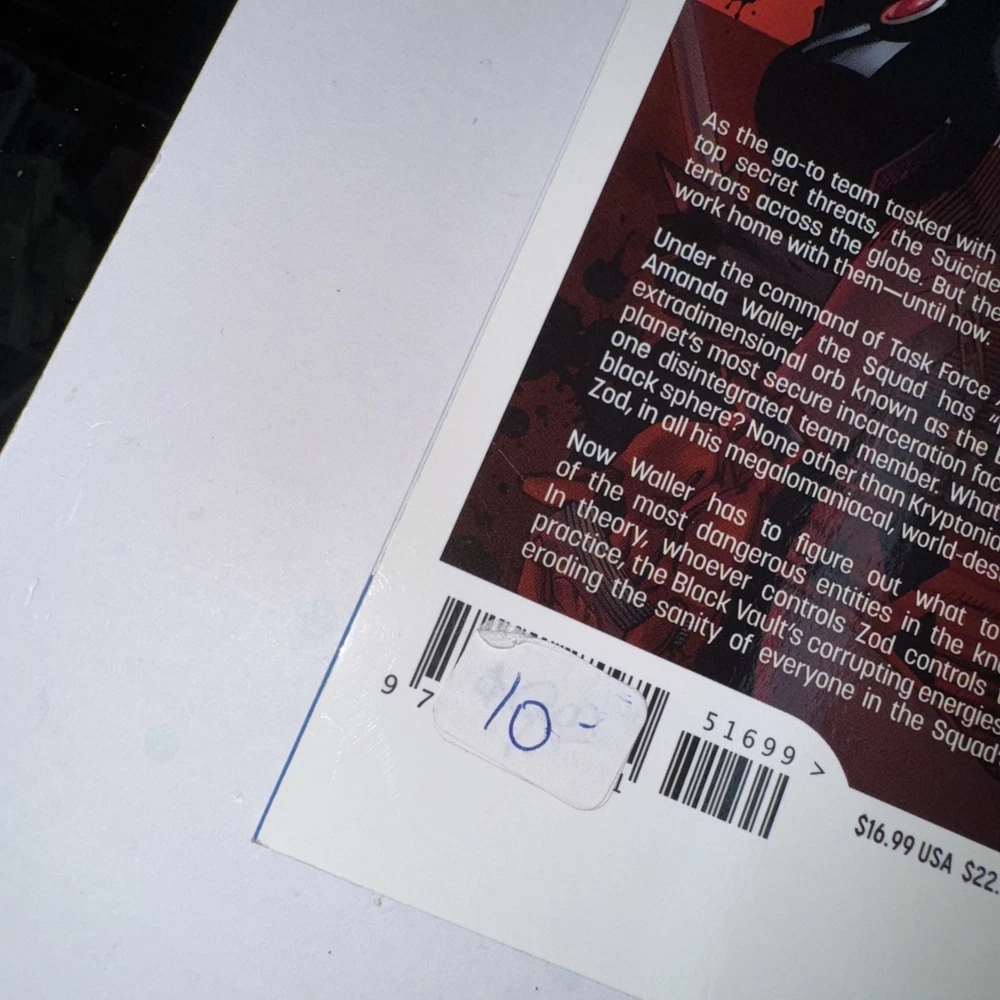 As the go-to team tasked with
top secret threats, the Suicide
terrors across the globe. But the
work home with them—until now.
Under the command of Task Force
Amanda Waller, the Squad has
extradimensional orb known as the
planet's most secure incarceration
one disintegrated team member. What
black sphere? None other than
Zod, in all his megalomaniacal,
Now Waller has to figure out what to
of the most dangerous entities in the
In theory, whoever controls Zod controls
practice, the Black Vault's corrupting energies
eroding the sanity of everyone in the Squad
9 7
10-
1
51699 >
$16.99 USA $22.